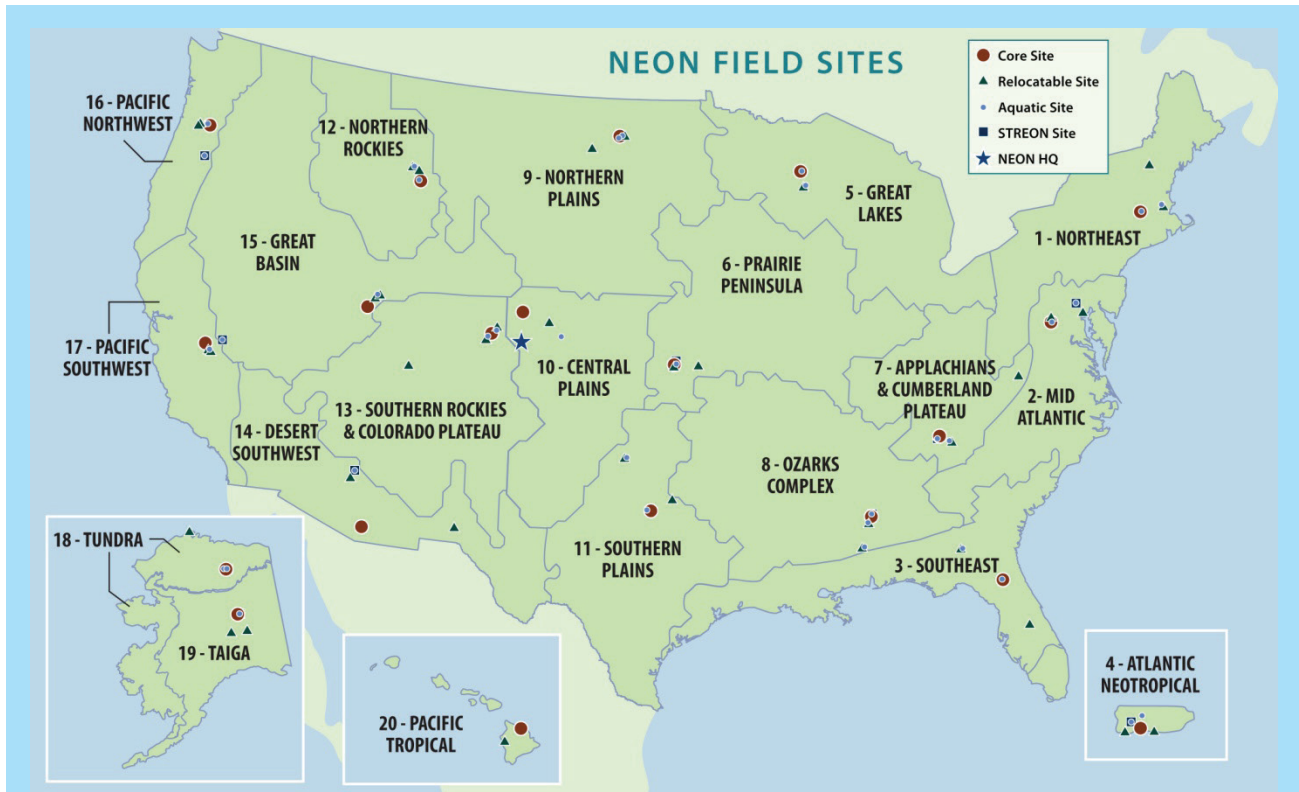 NEON FIELD SITES
Core Site
Relocatable Site
Aquatic Site
STREON Site
NEON HQ
16 - PACIFIC
NORTHWEST
12 - NORTHERN
ROCKIES
9 - NORTHERN
PLAINS
5 - GREAT
LAKES
1 - NORTHEAST
15 - GREAT
BASIN
6 - PRAIRIE
PENINSULA
17 - PACIFIC
SOUTHWEST
10 - CENTRAL
PLAINS
7 - APPLACHIANS
& CUMBERLAND
PLATEAU
2- MID
ATLANTIC
13 - SOUTHERN ROCKIES
& COLORADO PLATEAU
14 - DESERT
SOUTHWEST
8 - OZARKS
COMPLEX
11 - SOUTHERN
PLAINS
3 - SOUTHEAST
18 - TUNDRA
19 - TAIGA
20 - PACIFIC
TROPICAL
4 - ATLANTIC
NEOTROPICAL